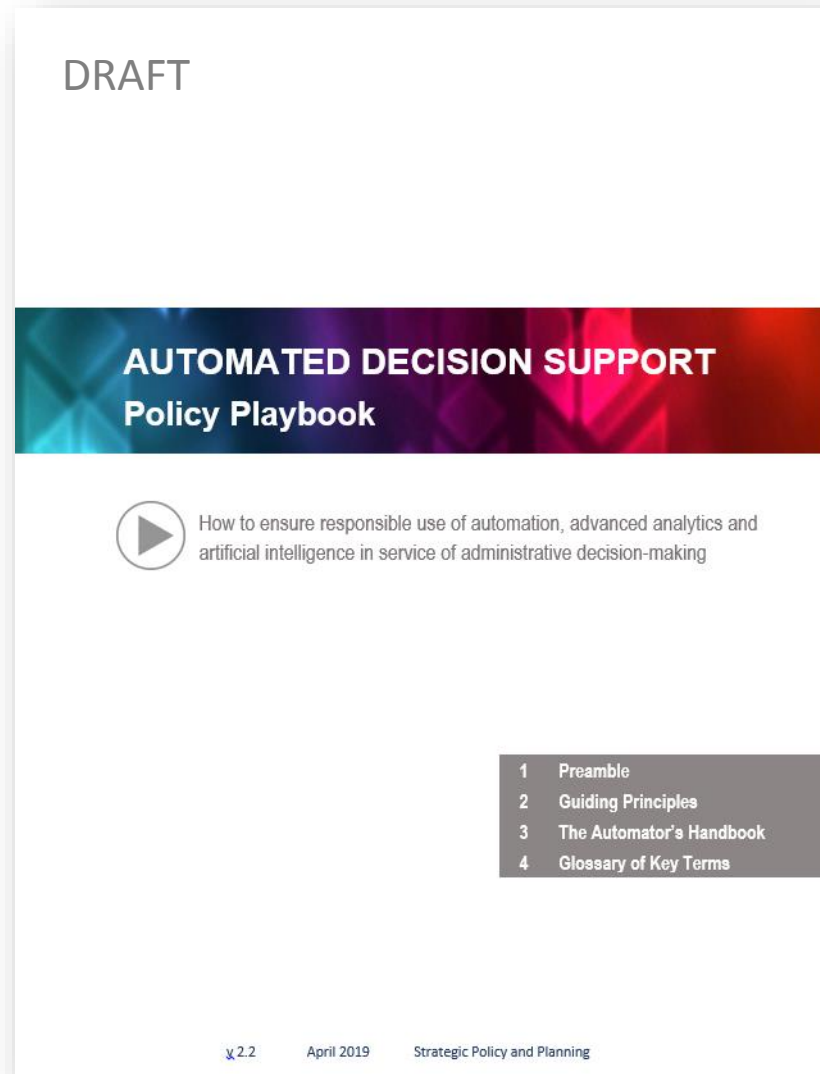 DRAFT
AUTOMATED DECISION SUPPORT
Policy Playbook
How to ensure responsible use of automation, advanced analytics and
artificial intelligence in service of administrative decision-making
1 Preamble
2 Guiding Principles
3 The Automator's Handbook
4 Glossary of Key Terms
v 2.2 April 2019 Strategic Policy and Planning